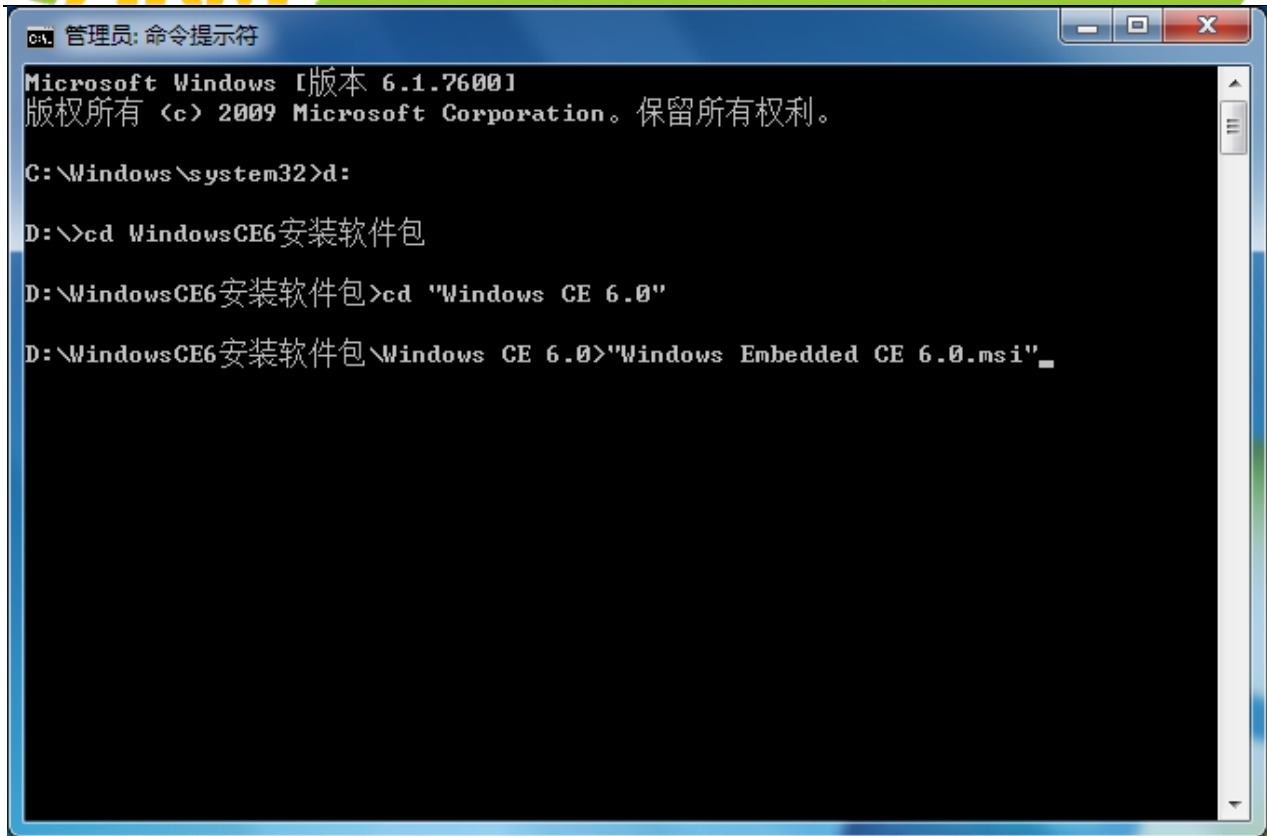 管理员: 命令提示符
Microsoft Windows [版本 6.1.7600]
版权所有 (c) 2009 Microsoft Corporation。保留所有权利。
C:\Windows\system32>d:
D:\>cd WindowsCE6安装软件包
D:\WindowsCE6安装软件包>cd "Windows CE 6.0"
D:\WindowsCE6安装软件包\Windows CE 6.0>"Windows Embedded CE 6.0.msi"